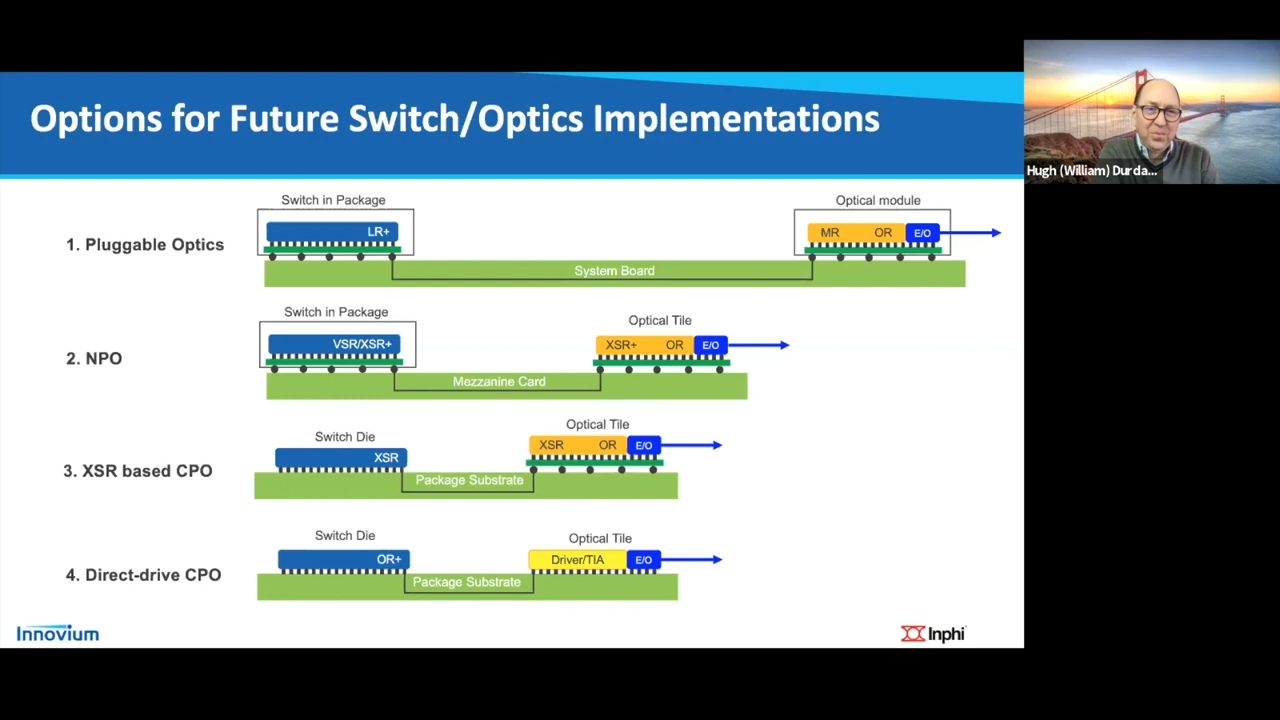 Options for Future Switch/Optics Implementations
Hugh (William) Durda...
Switch in Package
Optical module
1. Pluggable Optics
LR+
MR OR E/O
System Board
Switch in Package
Optical Tile
2. NPO
VSR/XSR+
XSR+ OR E/O
Mezzanine Card
Switch Die
Optical Tile
3. XSR based CPO
XSR
XSR OR E/O
Package Substrate
Switch Die
Optical Tile
4. Direct-drive CPO
OR+
Driver/TIA E/O
Package Substrate
Innovium
Inphi